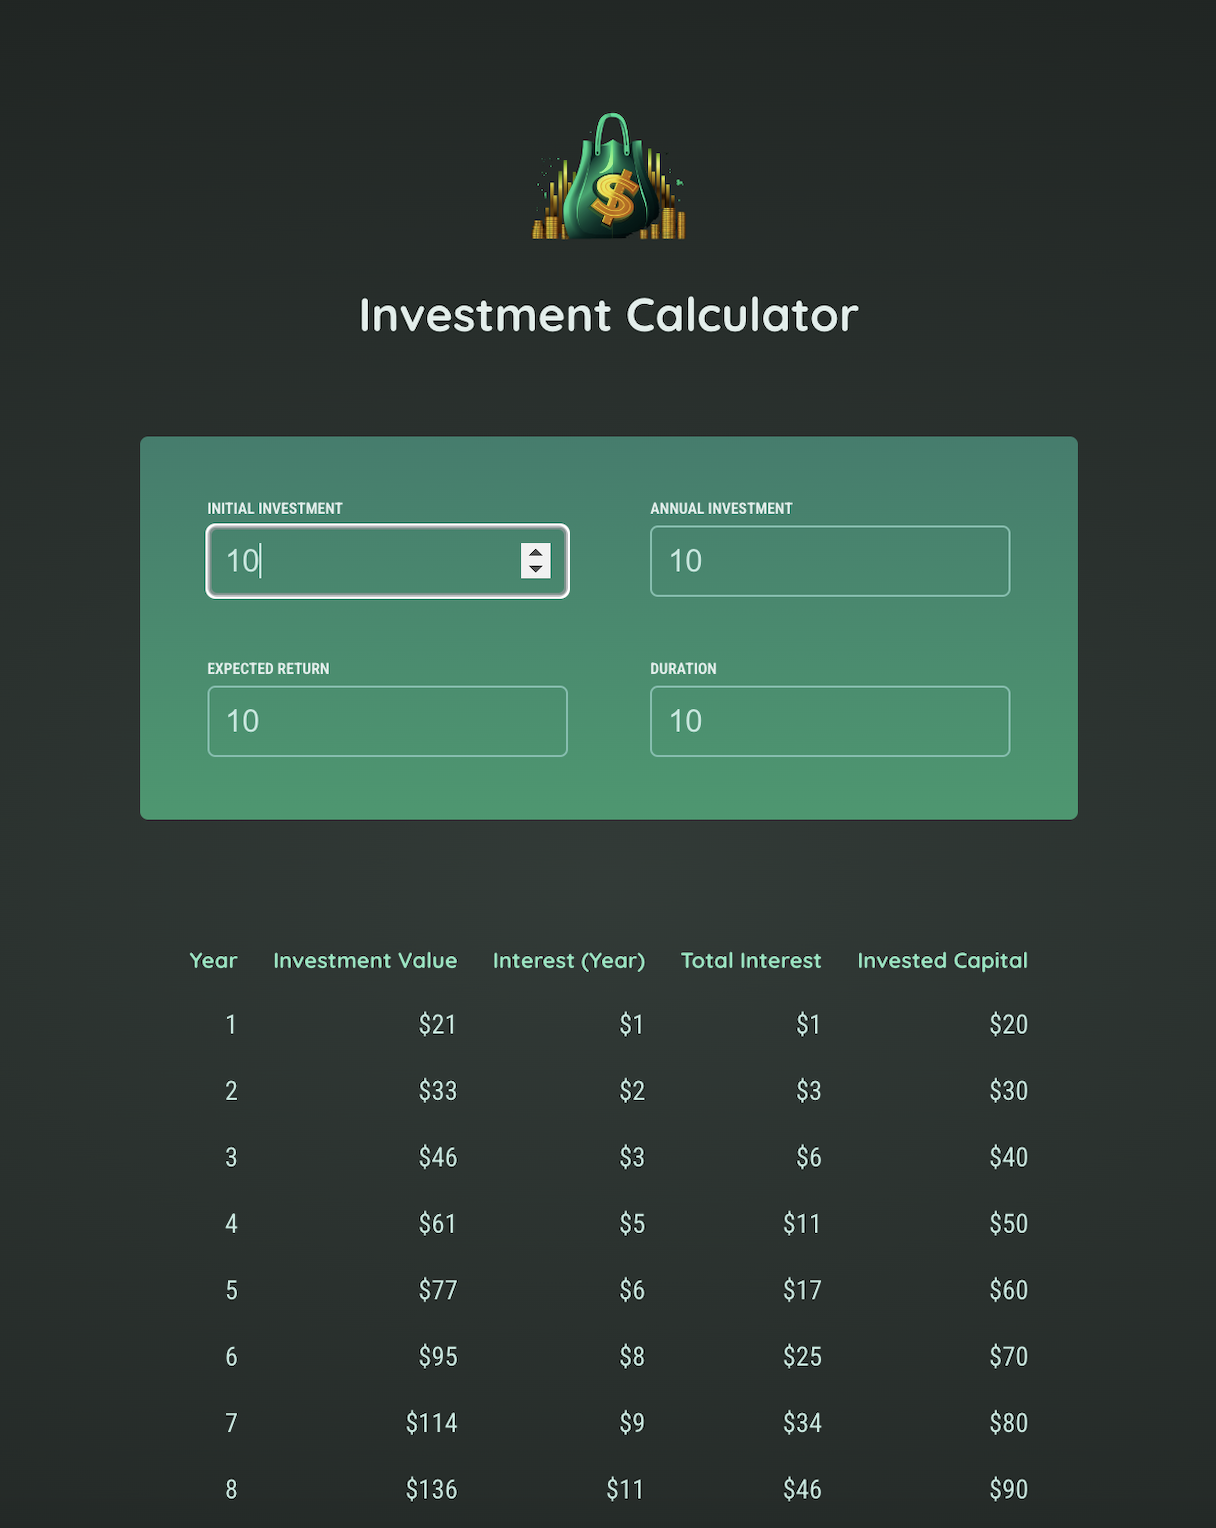 $
Investment Calculator
INITIAL INVESTMENT ANNUAL INVESTMENT
10 10
EXPECTED RETURN DURATION
10 10
Year Investment Value Interest (Year) Total Interest Invested Capital
1 $21 $1 $1 $20
2 $33 $2 $3 $30
3 $46 $3 $6 $40
4 $61 $5 $11 $50
5 $77 $6 $17 $60
6 $95 $8 $25 $70
7 $114 $9 $34 $80
8 $136 $11 $46 $90